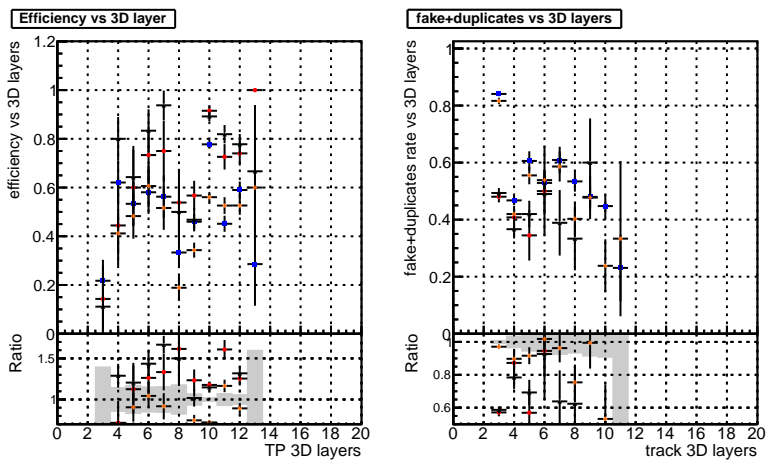 Efficiency vs 3D layer
efficiency vs 3D layers
1.2
1
0.8
0.6
0.4
0.2
0
Ratio
1.5
1
0 2 4 6 8 10 12 14 16 18 20
TP 3D layers
fake+duplicates vs 3D layers
fake+duplicates rate vs 3D layers
1
0.8
0.6
0.4
0.2
0
Ratio
1
0.8
0.6
0 2 4 6 8 10 12 14 16 18 20
track 3D layers